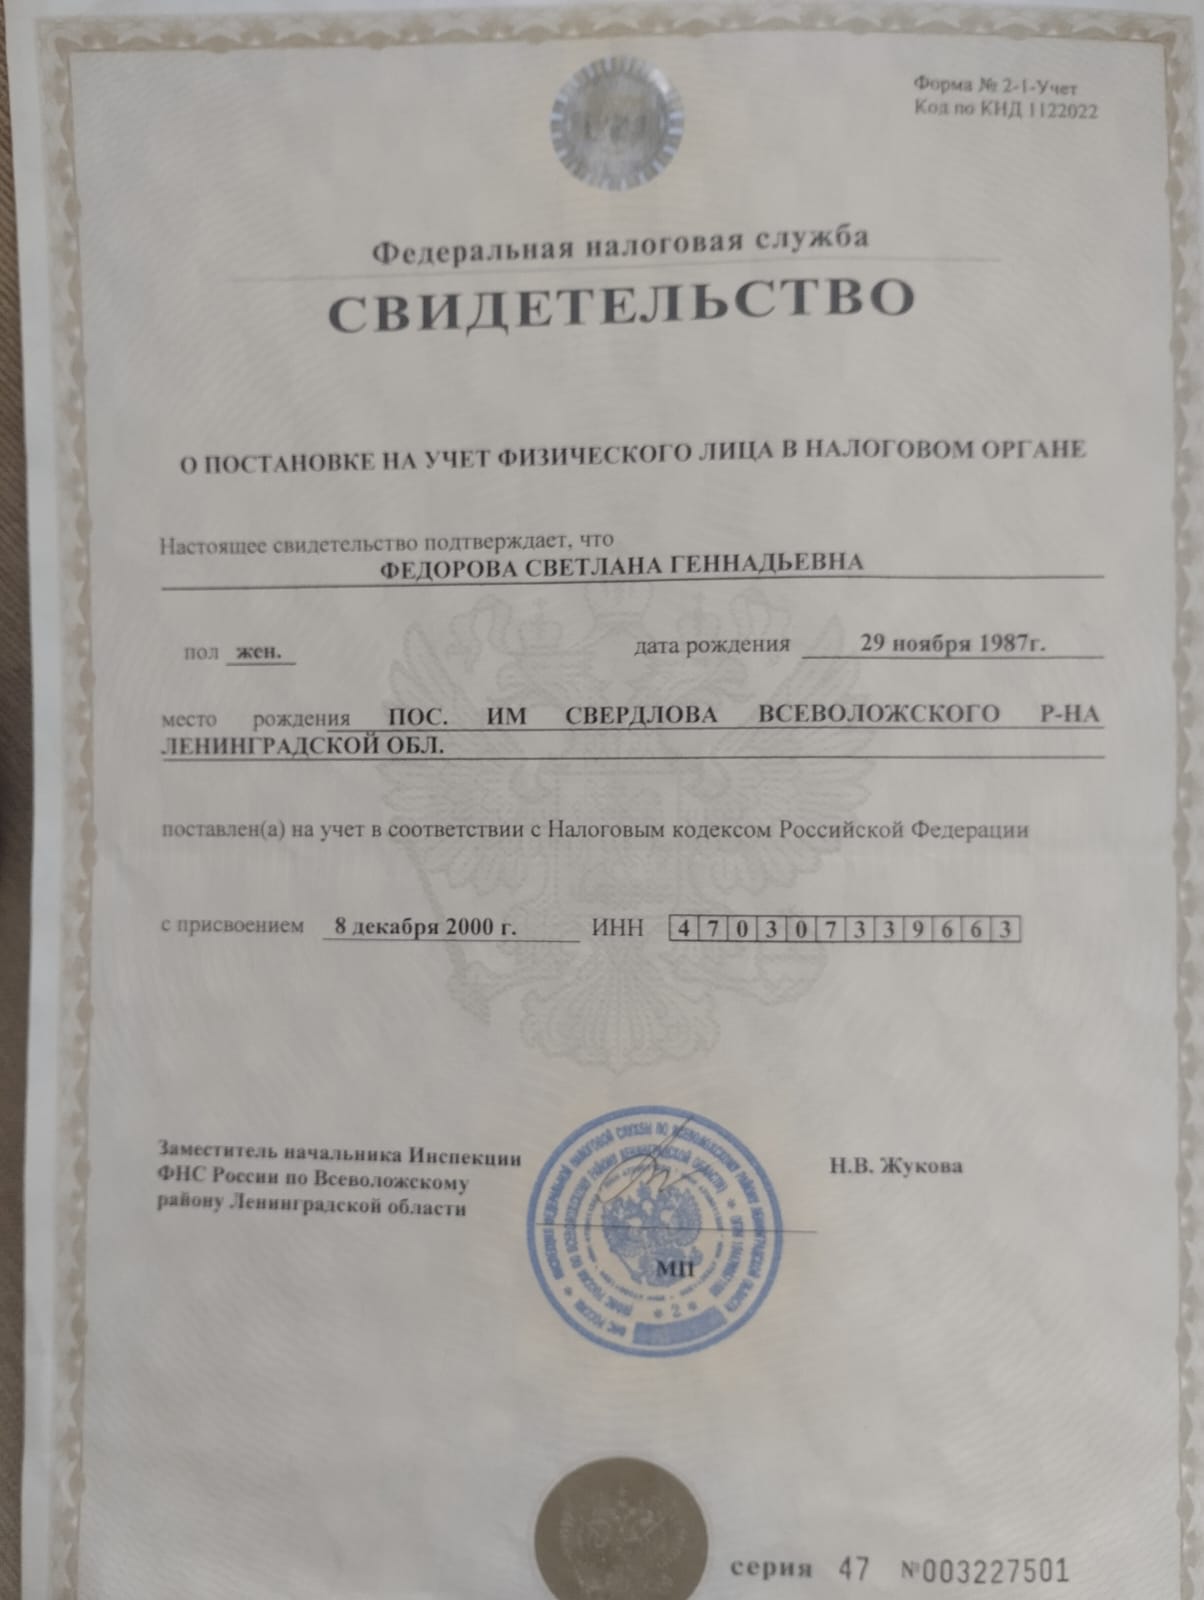 Форма № 2-1-Учет
Код по КНД 1122022
Федеральная налоговая служба
СВИДЕТЕЛЬСТВО
О ПОСТАНОВКЕ НА УЧЕТ ФИЗИЧЕСКОГО ЛИЦА В НАЛОГОВОМ ОРГАНЕ
Настоящее свидетельство подтверждает, что
ФЕДОРОВА СВЕТЛАНА ГЕННАДЬЕВНА
пол жен. дата рождения 29 ноября 1987г.
место рождения ПОС. ИМ СВЕРДЛОВА ВСЕВОЛОЖСКОГО Р-НА
ЛЕНИНГРАДСКОЙ ОБЛ.
поставлен(а) на учет в соответствии с Налоговым кодексом Российской Федерации
с присвоением 8 декабря 2000 г. ИНН 470307339663
Заместитель начальника Инспекции
ФНС России по Всеволожскому
району Ленинградской области
Н.В. Жукова
МП
* 2 *
серия 47 №003227501